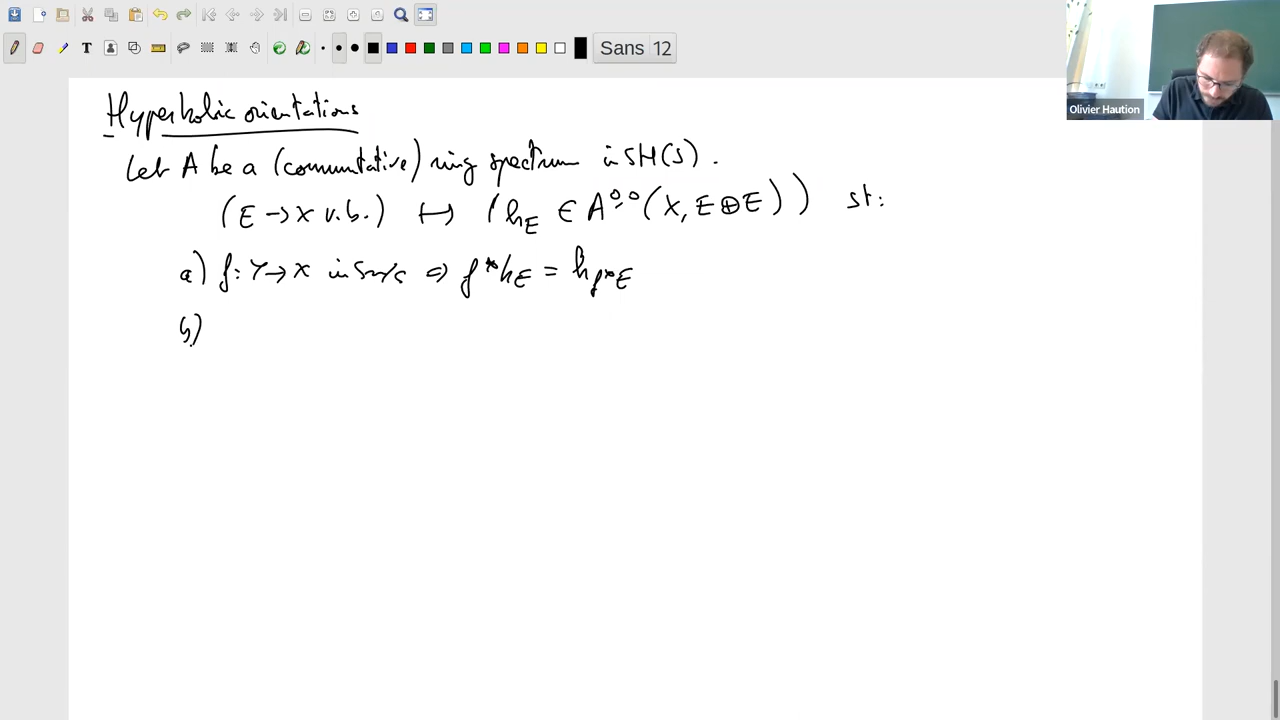 Sans 12
Olivier Haution
Hyperbolic orientations
Let A be a (commutative) ring spectrum in SH(S).
(E → X v.b.) ↦ (h_E ∈ A^{0,0}(X, E⊕E)) st:
a) f: Y→X in Sm/S ⇒ f*h_E = h_{f*E}
b)